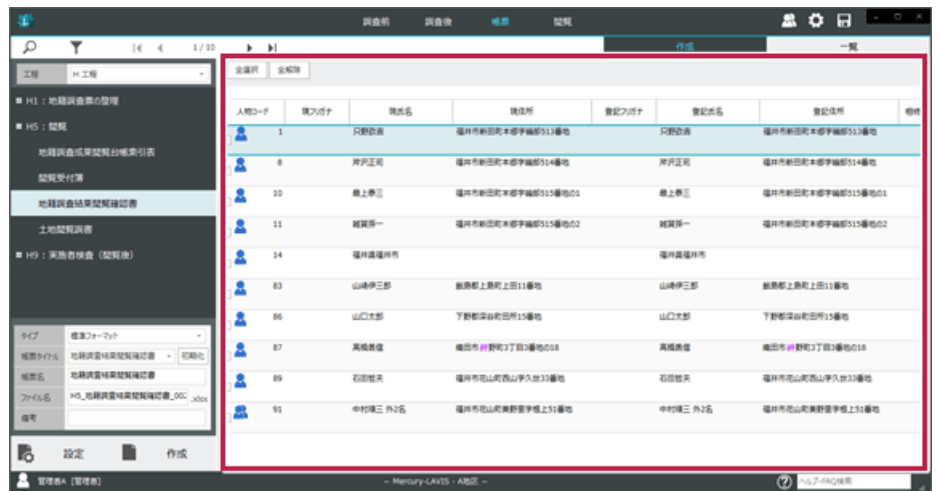 調査前 調査後 帳票 閲覧
1 / 10
作成 一覧
工程 H 工程
全選択 全解除
H1：地籍調査票の整理
H5：閲覧
地籍調査成果閲覧台帳索引表
閲覧受付簿
地籍調査結果閲覧確認書
土地閲覧調書
H9：実施者検査（閲覧後）
人物コード 現フリガナ 現氏名 現住所 登記フリガナ 登記氏名 登記住所
1 只野歆吉 福井市新田町本郷字編部513番地 只野歆吉 福井市新田町本郷字編部513番地
8 岸沢正司 福井市新田町本郷字編部514番地 岸沢正司 福井市新田町本郷字編部514番地
10 最上泰三 福井市新田町本郷字編部515番地の1 最上泰三 福井市新田町本郷字編部515番地の1
11 雑賀孫一 福井市新田町本郷字編部515番地の2 雑賀孫一 福井市新田町本郷字編部515番地の2
14 福井県福井市 福井県福井市
83 山崎伊三郎 飯島郡上島町上田11番地 山崎伊三郎 飯島郡上島町上田11番地
86 山口太郎 下野郡深谷町田所15番地 山口太郎 下野郡深谷町田所15番地
87 高橋義信 織田市野町3丁目3番地の18 高橋義信 織田市野町3丁目3番地の18
89 石田哲夫 福井市花山町西山字久世33番地 石田哲夫 福井市花山町西山字久世33番地
91 中村順三 外2名 福井市花山町美野里字根上51番地 中村順三 外2名 福井市花山町美野里字根上51番地
タイプ 標準フォーマット
帳票タイトル 地籍調査結果閲覧確認書 初期化
帳票名 地籍調査結果閲覧確認書
ファイル名 H5_地籍調査結果閲覧確認書_002 .xlsx
備考
設定 作成
管理者A [管理者]
− Mercury-LAVIS - A地区 −
ヘルプ・FAQ検索